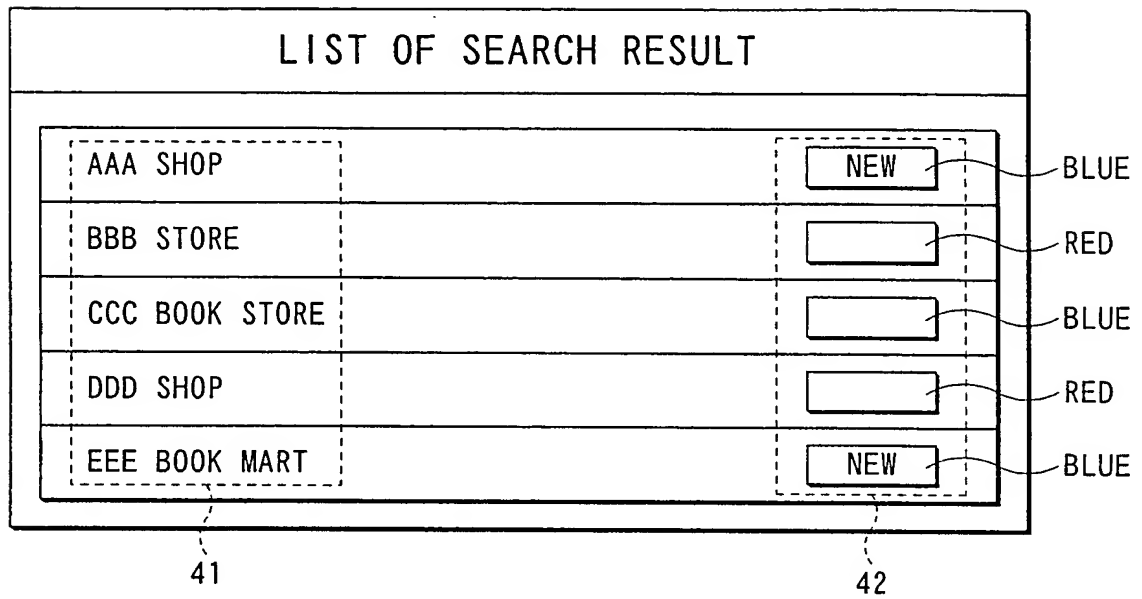 LIST OF SEARCH RESULT
AAA SHOP NEW BLUE
BBB STORE RED
CCC BOOK STORE BLUE
DDD SHOP RED
EEE BOOK MART NEW BLUE
41 42